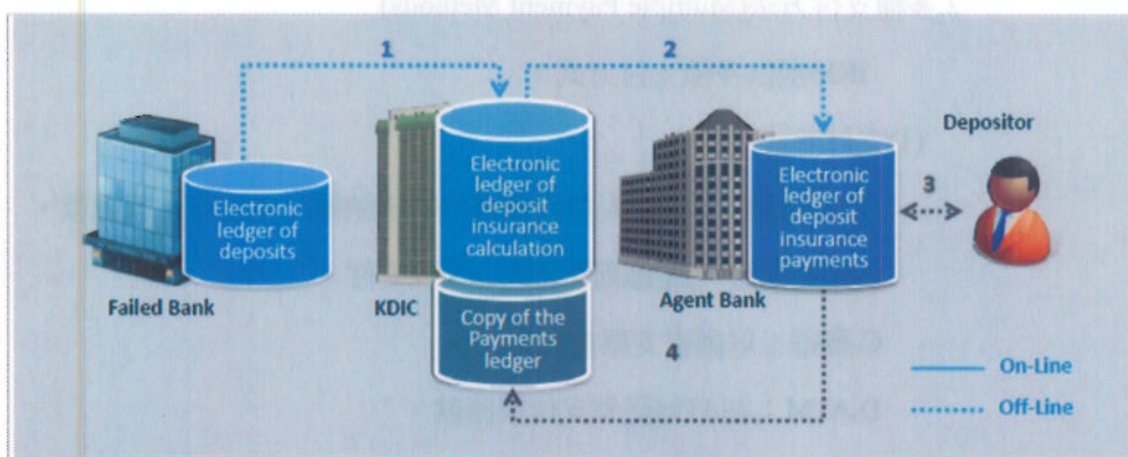 1
2
Depositor
Electronic
ledger of
deposits
Electronic
ledger of
deposit
insurance
calculation
Electronic
ledger of
deposit
insurance
payments
3
Failed Bank
KDIC
Agent Bank
Copy of the
Payments
ledger
4
On-Line
Off-Line